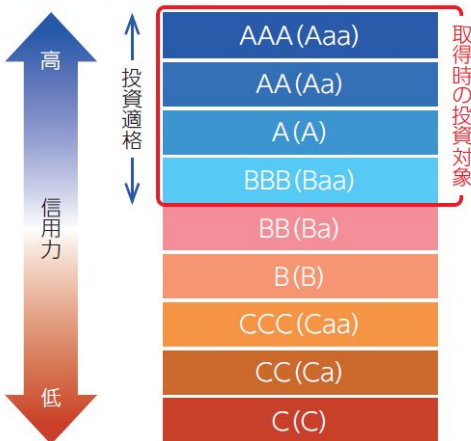 高
信用力
低
投資適格
AAA(Aaa)
AA(Aa)
A(A)
BBB(Baa)
BB(Ba)
B(B)
CCC(Caa)
CC(Ca)
C(C)
取得時の投資対象